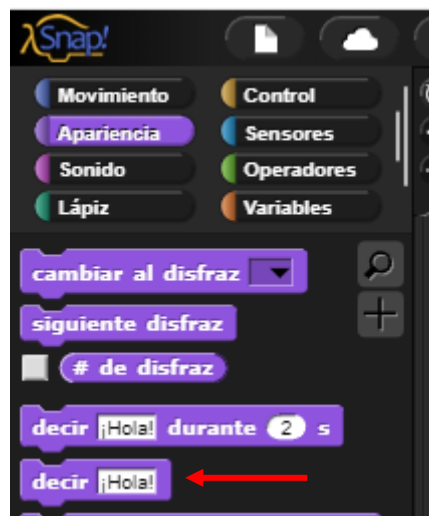 λSnap!
Movimiento Control
Apariencia Sensores
Sonido Operadores
Lápiz Variables
cambiar al disfraz
siguiente disfraz
# de disfraz
decir ¡Hola! durante 2 s
decir ¡Hola!